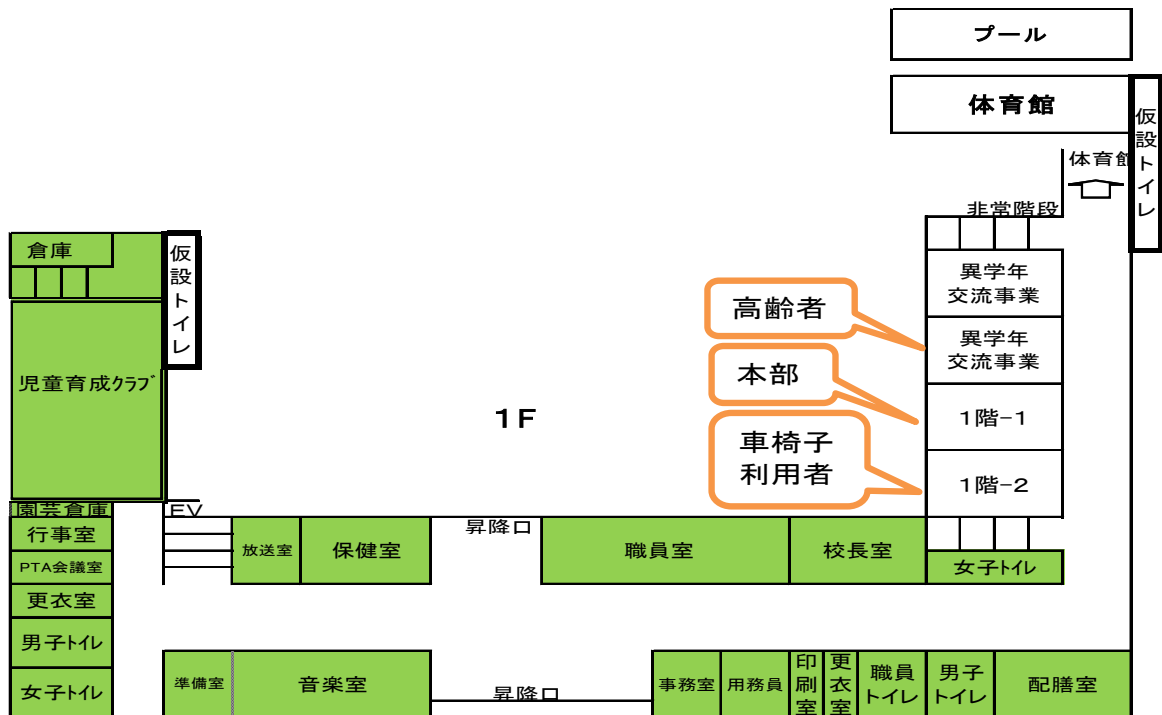 プール
体育館
仮設トイレ
体育館
非常階段
倉庫
仮設トイレ
異学年
交流事業
高齢者
異学年
交流事業
児童育成クラブ
本部
1F
1階-1
車椅子
利用者
1階-2
園芸倉庫
EV
行事室
放送室
保健室
昇降口
職員室
校長室
PTA会議室
女子トイレ
更衣室
男子トイレ
準備室
音楽室
事務室
用務員
印刷室
更衣室
職員
トイレ
男子
トイレ
配膳室
女子トイレ
昇降口